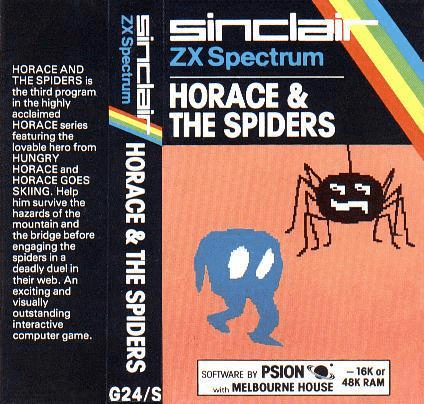 HORACE AND
THE SPIDERS is
the third program
in the highly
acclaimed
HORACE series
featuring the
lovable hero from
HUNGRY
HORACE and
HORACE GOES
SKIING. Help
him survive the
hazards of the
mountain and
the bridge before
engaging the
spiders in a
deadly duel in
their web. An
exciting and
visually
outstanding
interactive
computer game.
sinclair
ZX Spectrum
HORACE & THE SPIDERS
G24/S
sinclair
ZX Spectrum
HORACE &
THE SPIDERS
SOFTWARE BY PSION – 16K or
with MELBOURNE HOUSE 48K RAM